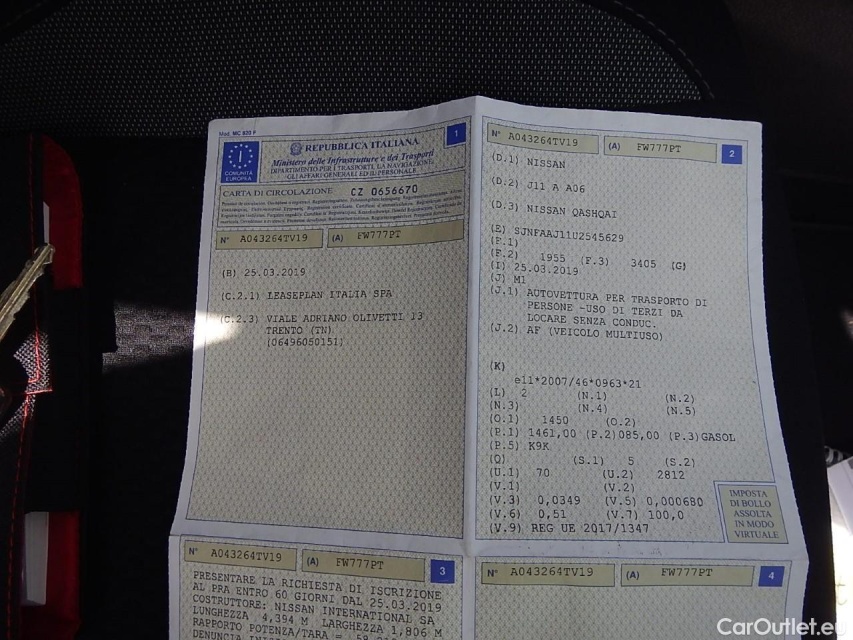 Mod. MC 820 F
1
REPUBBLICA ITALIANA
Ministero delle Infrastrutture e dei Trasporti
DIPARTIMENTO PER I TRASPORTI, LA NAVIGAZIONE,
GLI AFFARI GENERALI ED IL PERSONALE
COMUNITÀ
EUROPEA
CARTA DI CIRCOLAZIONE CZ 0656670
N° A043264TV19 (A) FW777PT
(B) 25.03.2019
(C.2.1) LEASEPLAN ITALIA SPA
(C.2.3) VIALE ADRIANO OLIVETTI 13
TRENTO (TN)
(06496050151)
N° A043264TV19 (A) FW777PT 2
(D.1) NISSAN
(D.2) J11 A A06
(D.3) NISSAN QASHQAI
(E) SJNFAAJ11U2545629
(F.1)
(F.2) 1955 (F.3) 3405 (G)
(I) 25.03.2019
(J) M1
(J.1) AUTOVETTURA PER TRASPORTO DI
PERSONE -USO DI TERZI DA
LOCARE SENZA CONDUC.
(J.2) AF (VEICOLO MULTIUSO)
(K)
e11*2007/46*0963*21
(L) 2 (N.1) (N.2)
(N.3) (N.4) (N.5)
(O.1) 1450 (O.2)
(P.1) 1461,00 (P.2)085,00 (P.3)GASOL
(P.5) K9K
(Q) (S.1) 5 (S.2)
(U.1) 70 (U.2) 2812
(V.1) (V.2)
(V.3) 0,0349 (V.5) 0,000680
(V.6) 0,51 (V.7) 100,0
(V.9) REG UE 2017/1347
IMPOSTA
DI BOLLO
ASSOLTA
IN MODO
VIRTUALE
N° A043264TV19 (A) FW777PT 3
PRESENTARE LA RICHIESTA DI ISCRIZIONE
AL PRA ENTRO 60 GIORNI DAL 25.03.2019
COSTRUTTORE: NISSAN INTERNATIONAL SA
LUNGHEZZA 4,394 M LARGHEZZA 1,806 M
RAPPORTO POTENZA/TARA =
N° A043264TV19 (A) FW777PT 4
CarOutlet.eu